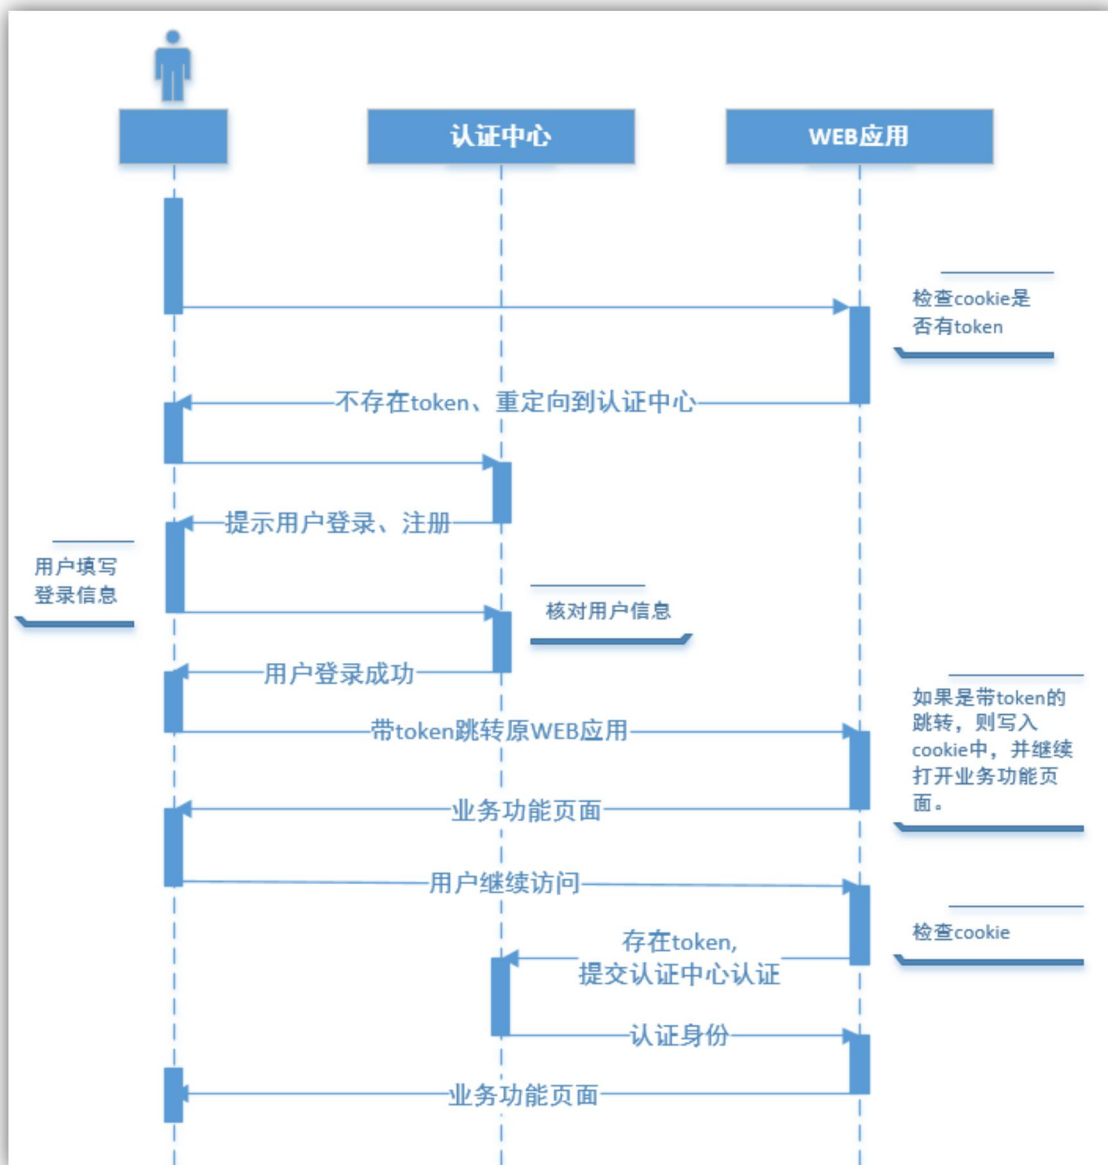 认证中心
WEB应用
检查cookie是
否有token
不存在token、重定向到认证中心
提示用户登录、注册
用户填写
登录信息
核对用户信息
用户登录成功
如果是带token的
跳转，则写入
cookie中，并继续
打开业务功能页
面。
带token跳转原WEB应用
业务功能页面
用户继续访问
检查cookie
存在token,
提交认证中心认证
认证身份
业务功能页面